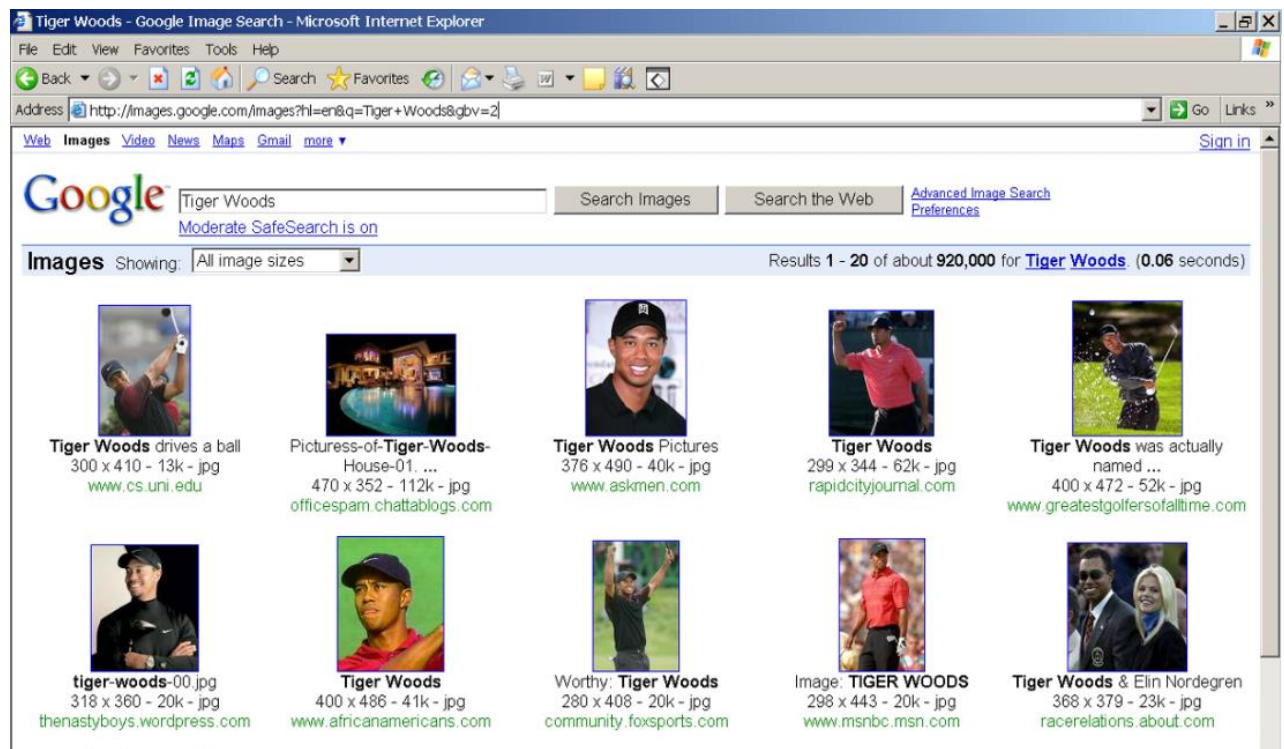 Tiger Woods - Google Image Search - Microsoft Internet Explorer
File Edit View Favorites Tools Help
Back Search Favorites
Address http://images.google.com/images?hl=en&q=Tiger+Woods&gbv=2 Go Links »
Web Images Video News Maps Gmail more ▼ Sign in
Google Tiger Woods Search Images Search the Web Advanced Image Search
Preferences
Moderate SafeSearch is on
Images Showing: All image sizes Results 1 - 20 of about 920,000 for Tiger Woods. (0.06 seconds)
Tiger Woods drives a ball
300 x 410 - 13k - jpg
www.cs.uni.edu
Picturess-of-Tiger-Woods-
House-01. ...
470 x 352 - 112k - jpg
officespam.chattablogs.com
Tiger Woods Pictures
376 x 490 - 40k - jpg
www.askmen.com
Tiger Woods
299 x 344 - 62k - jpg
rapidcityjournal.com
Tiger Woods was actually
named ...
400 x 472 - 52k - jpg
www.greatestgolfersofalltime.com
tiger-woods-00.jpg
318 x 360 - 20k - jpg
thenastyboys.wordpress.com
Tiger Woods
400 x 486 - 41k - jpg
www.africanamericans.com
Worthy: Tiger Woods
280 x 408 - 20k - jpg
community.foxsports.com
Image: TIGER WOODS
298 x 443 - 20k - jpg
www.msnbc.msn.com
Tiger Woods & Elin Nordegren
368 x 379 - 23k - jpg
racerelations.about.com